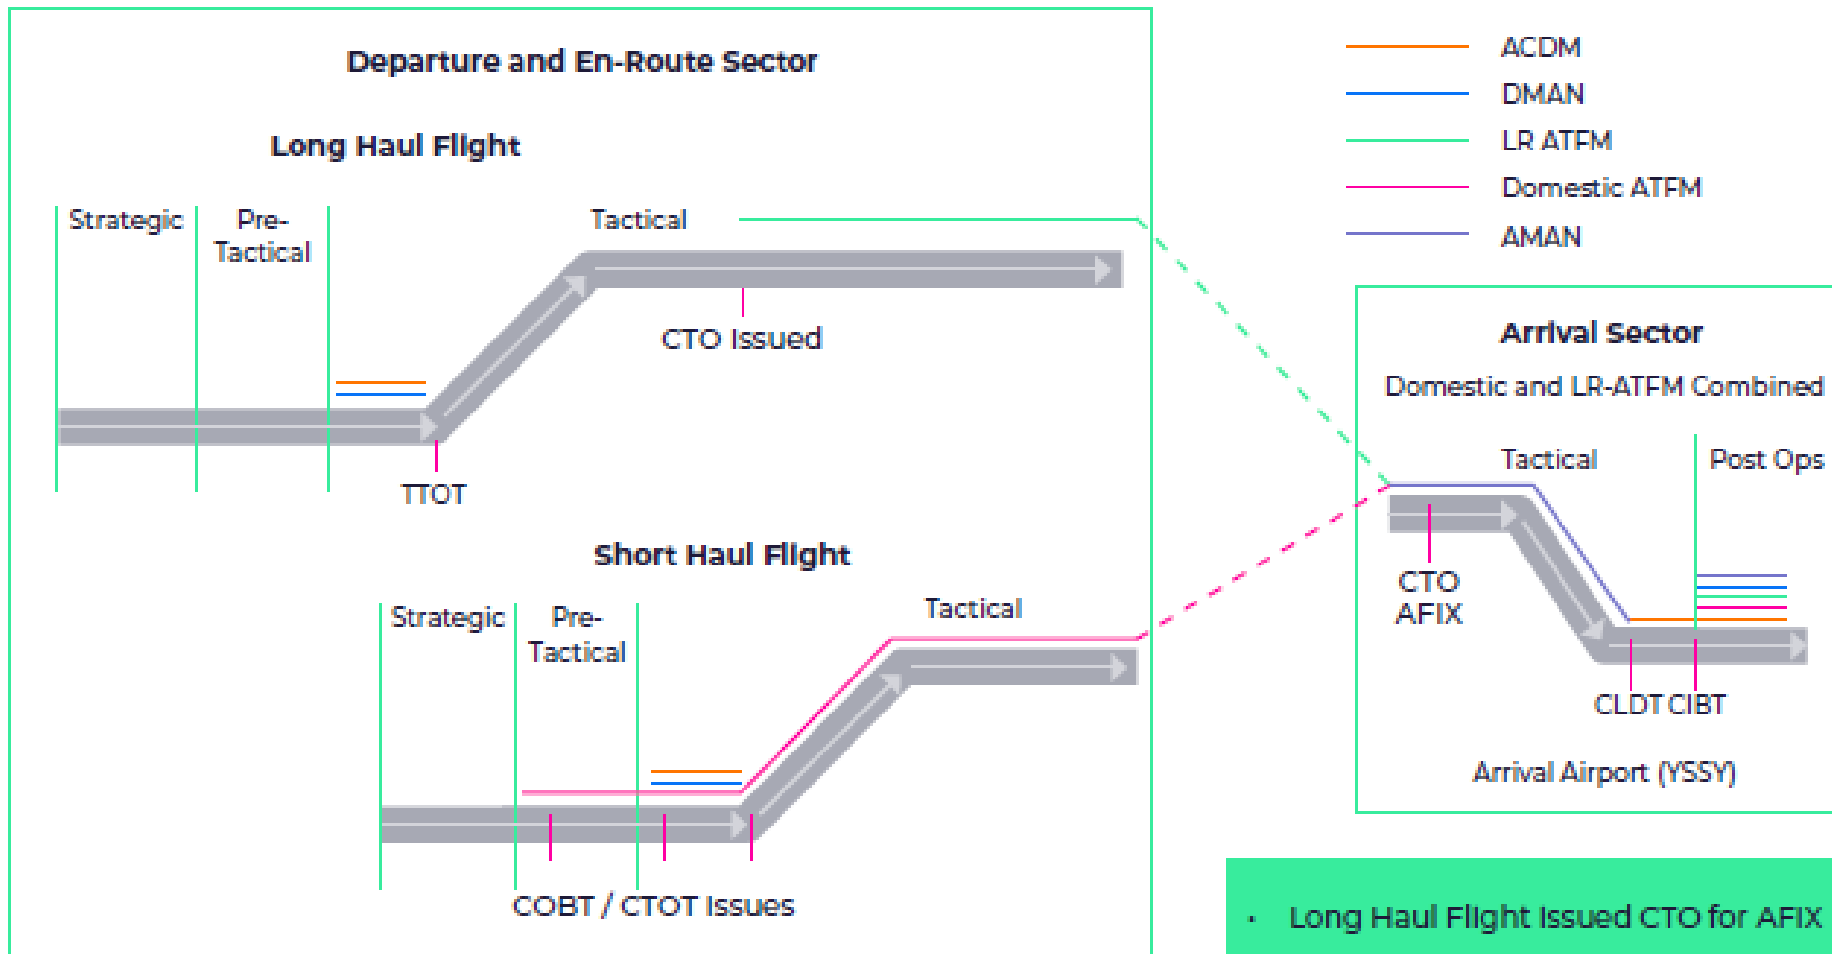 Departure and En-Route Sector
Long Haul Flight
Strategic
Pre-
Tactical
Tactical
CTO Issued
TTOT
Short Haul Flight
Strategic
Pre-
Tactical
Tactical
COBT / CTOT Issues
ACDM
DMAN
LR ATFM
Domestic ATFM
AMAN
Arrival Sector
Domestic and LR-ATFM Combined
Tactical
Post Ops
CTO
AFIX
CLDT CIBT
Arrival Airport (YSSY)
· Long Haul Flight Issued CTO for AFIX